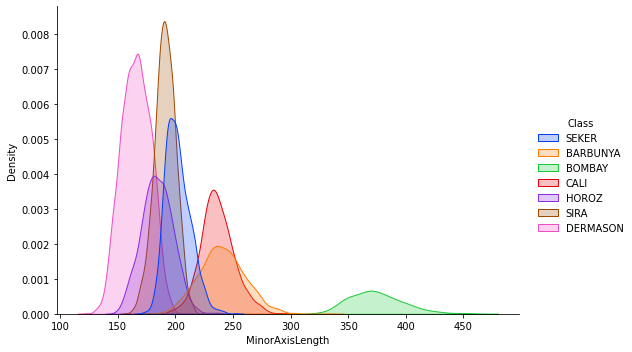 0.008
0.007
0.006
0.005
0.004
0.003
0.002
0.001
0.000
Density
100 150 200 250 300 350 400 450
MinorAxisLength
Class
SEKER
BARBUNYA
BOMBAY
CALI
HOROZ
SIRA
DERMASON